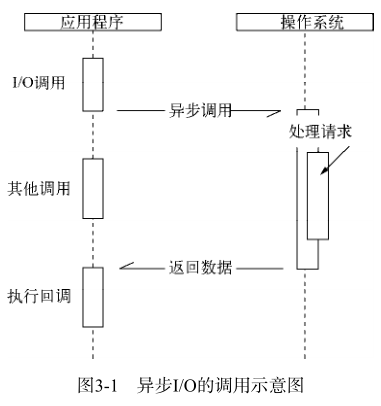 应用程序
操作系统
I/O调用
异步调用
处理请求
其他调用
返回数据
执行回调
图3-1 异步I/O的调用示意图